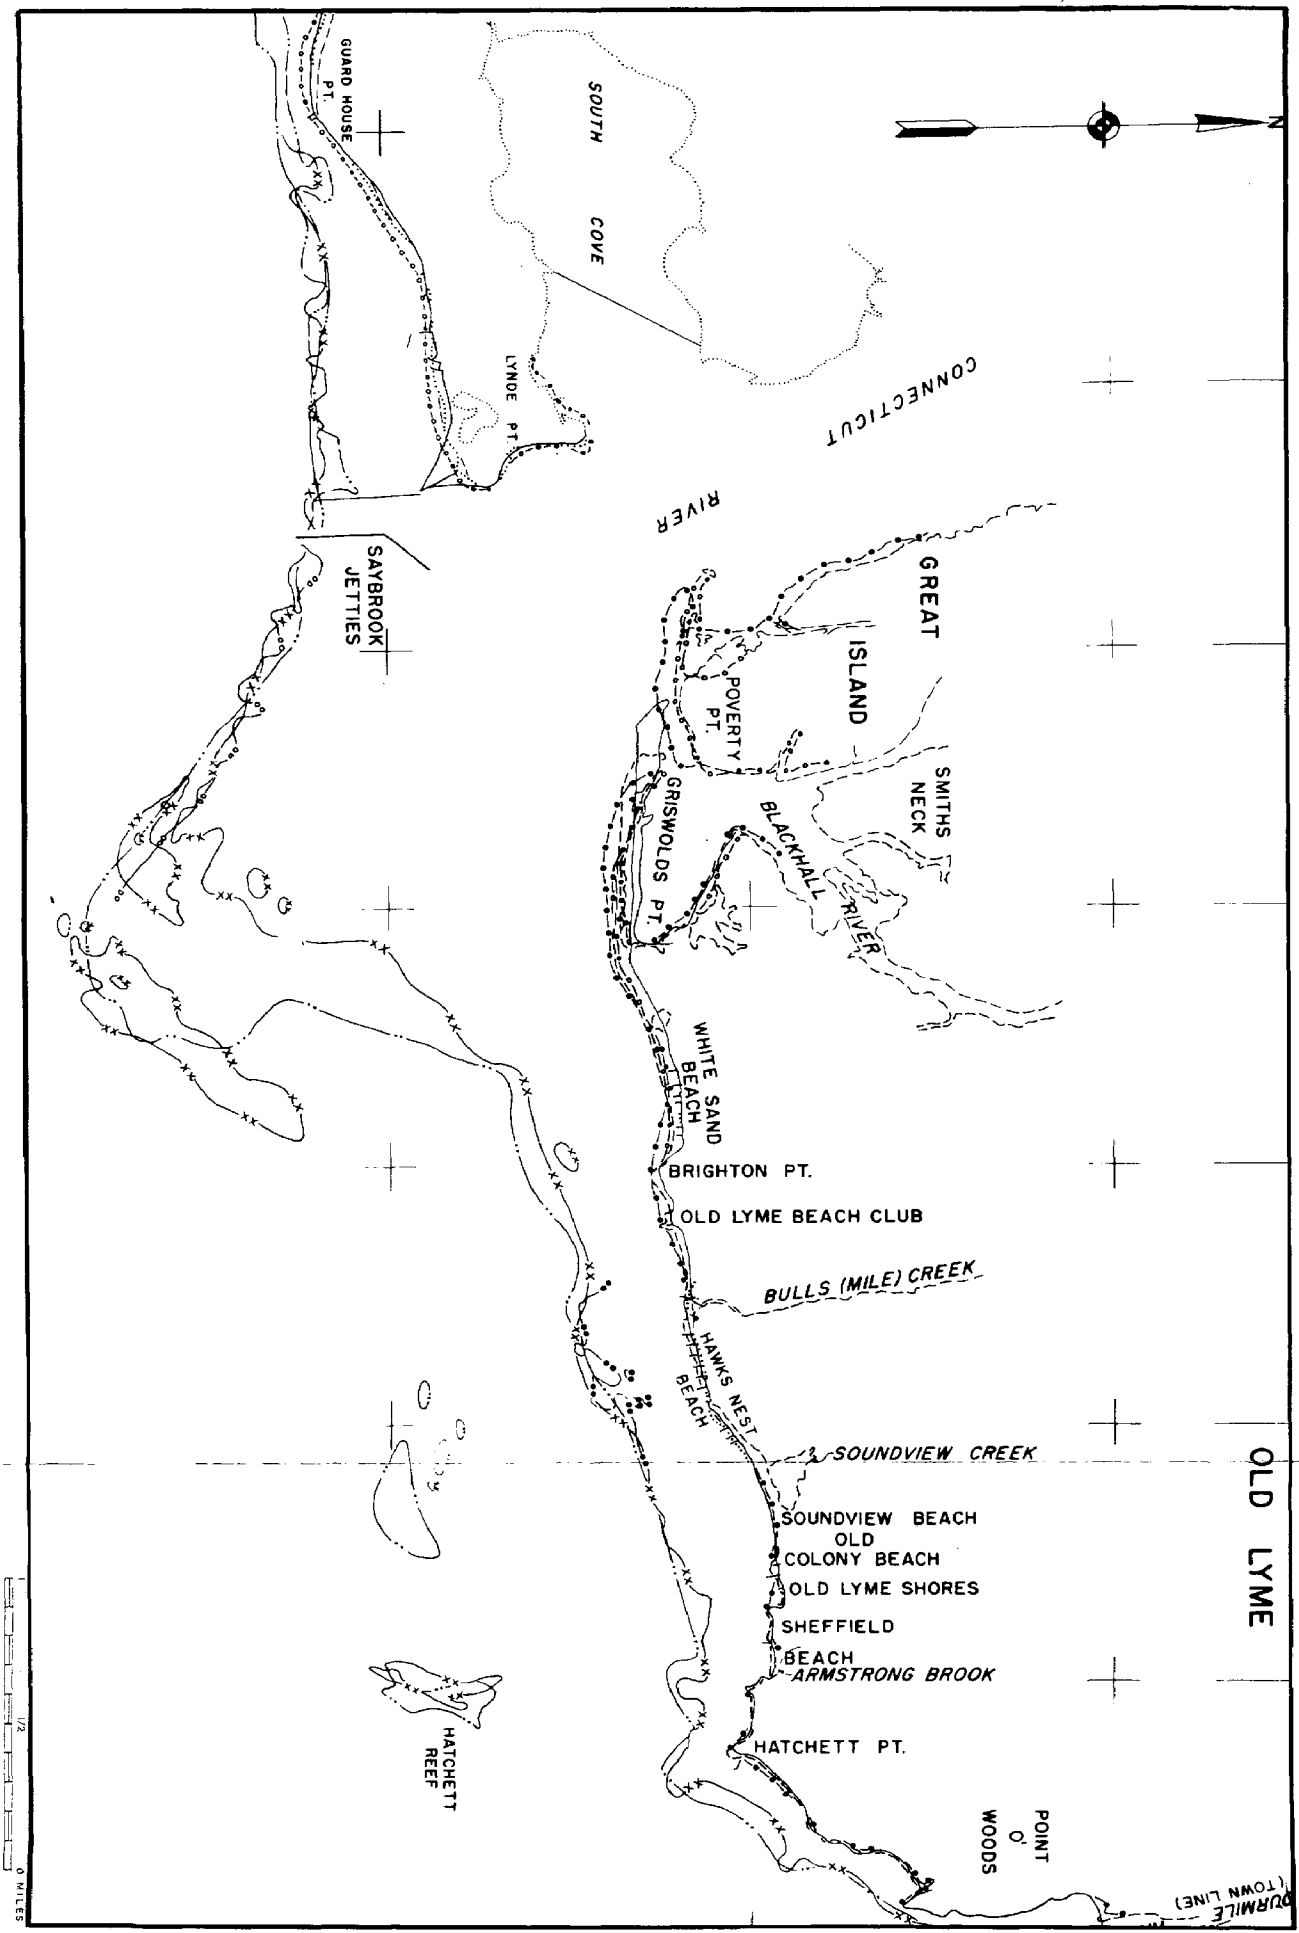 GUARD HOUSE
PT.
SOUTH COVE
N
LYNDE PT.
CONNECTICUT
RIVER
SAYBROOK
JETTIES
GREAT
ISLAND
POVERTY
PT.
SMITHS
NECK
GRISWOLDS PT.
BLACKHALL
RIVER
WHITE SAND
BEACH
BRIGHTON PT.
OLD LYME BEACH CLUB
BULLS (MILE) CREEK
HAWKS NEST
BEACH
SOUNDVIEW CREEK
OLD LYME
SOUNDVIEW BEACH
OLD
COLONY BEACH
OLD LYME SHORES
SHEFFIELD
BEACH
ARMSTRONG BROOK
HATCHETT PT.
HATCHETT
REEF
POINT
O'
WOODS
(TOWN LINE)
1/2
0 MILES